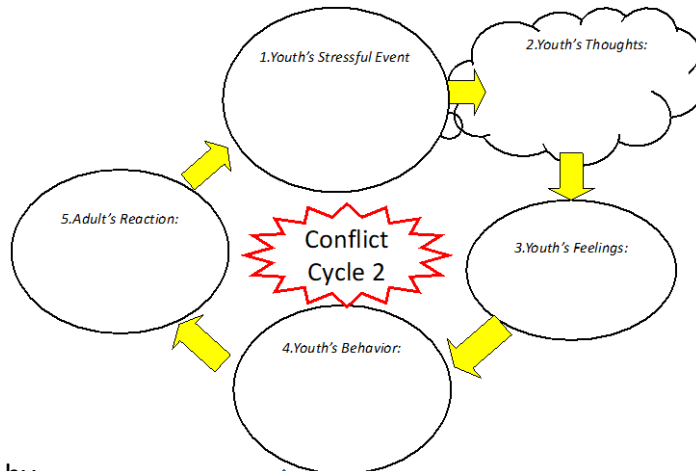 1.Youth's Stressful Event
2.Youth's Thoughts:
3.Youth's Feelings:
4.Youth's Behavior:
5.Adult's Reaction:
Conflict
Cycle 2